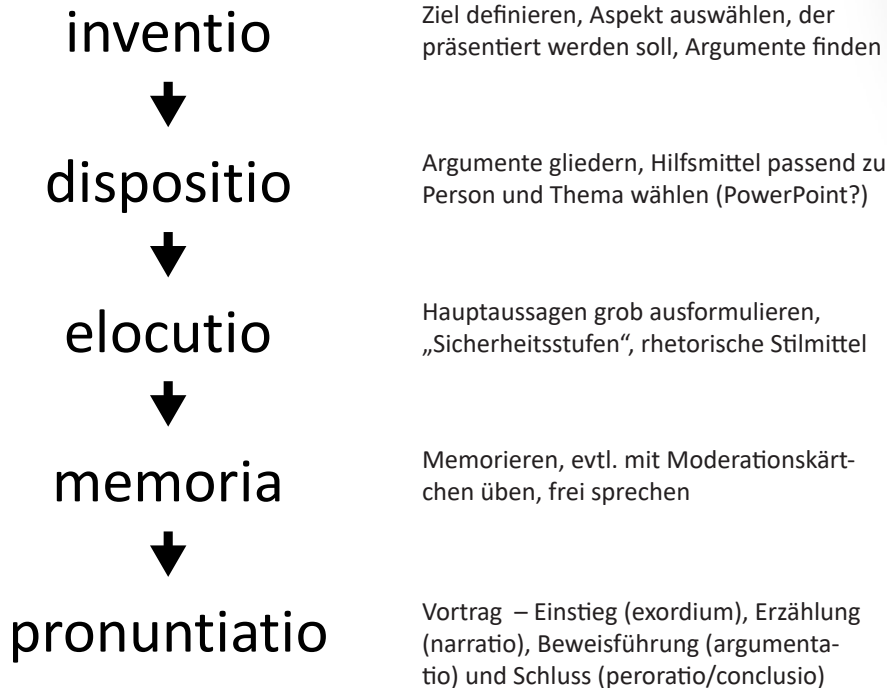 inventio
Ziel definieren, Aspekt auswählen, der
präsentiert werden soll, Argumente finden
dispositio
Argumente gliedern, Hilfsmittel passend zu
Person und Thema wählen (PowerPoint?)
elocutio
Hauptaussagen grob ausformulieren,
„Sicherheitsstufen“, rhetorische Stilmittel
memoria
Memorieren, evtl. mit Moderationskärt-
chen üben, frei sprechen
pronuntiatio
Vortrag – Einstieg (exordium), Erzählung
(narratio), Beweisführung (argumenta-
tio) und Schluss (peroratio/conclusio)